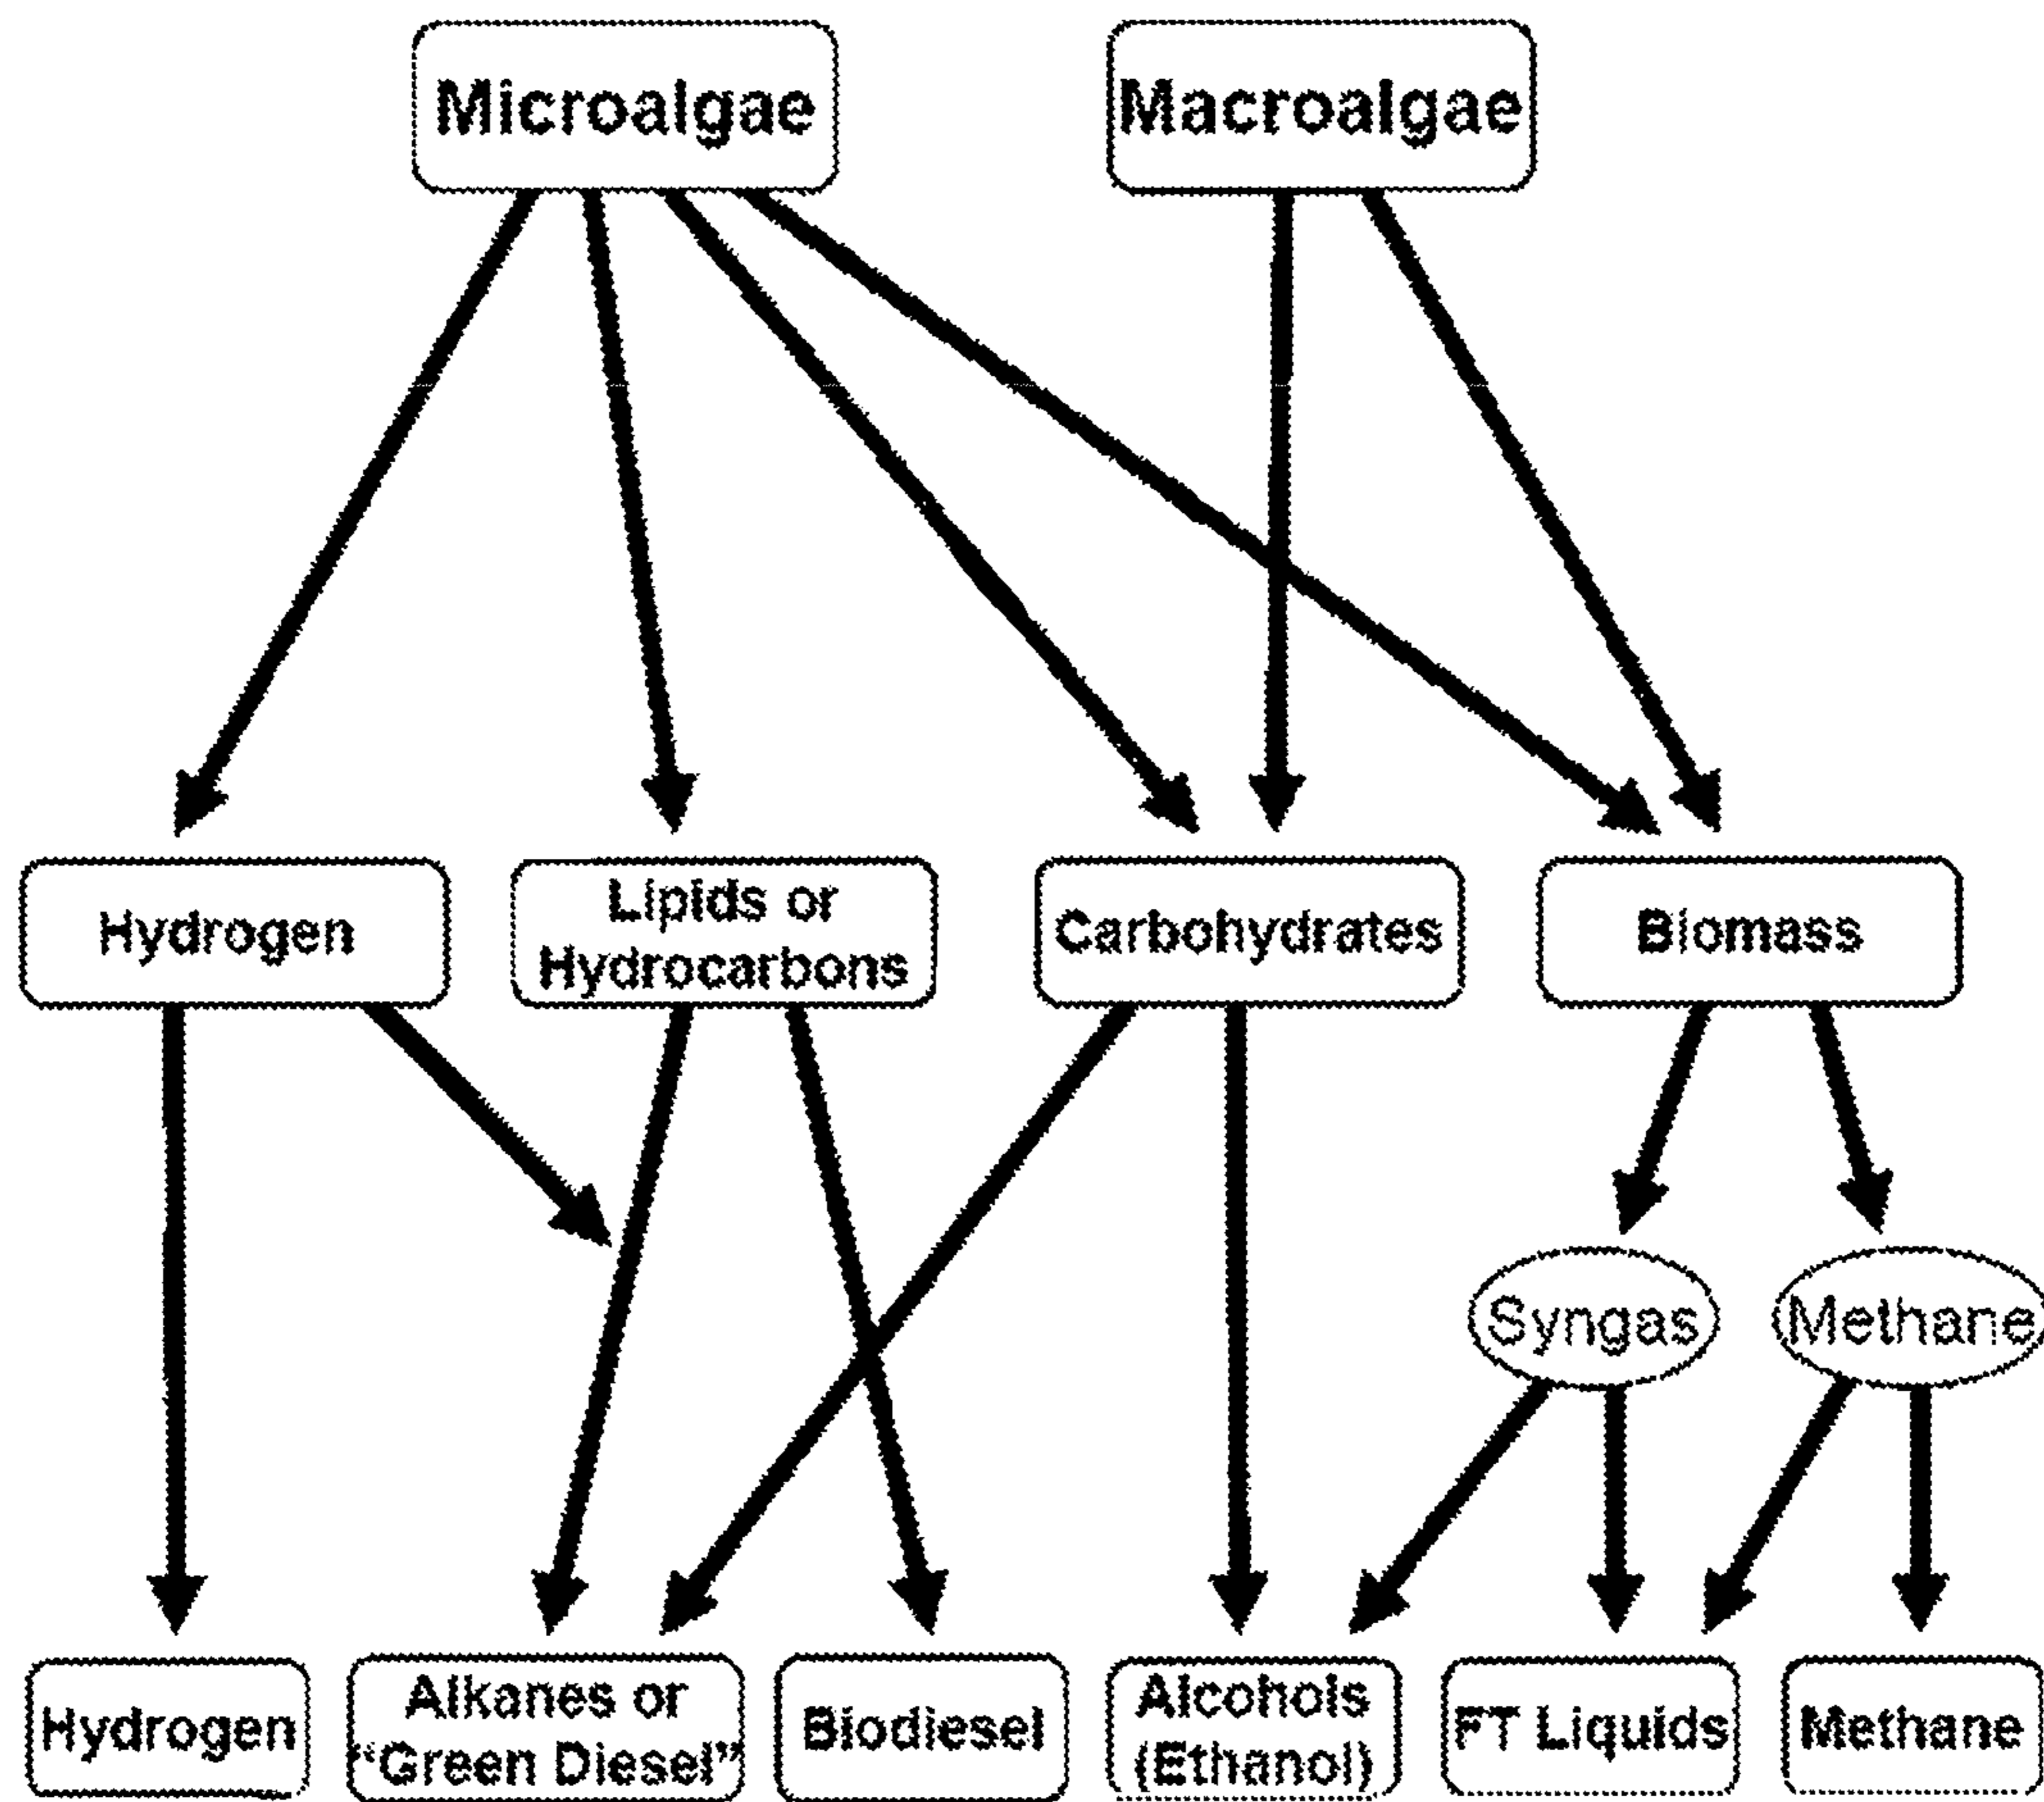 Microalgae
Macroalgae
Hydrogen
Lipids or
Hydrocarbons
Carbohydrates
Biomass
Syngas
Methane
Hydrogen
Alkanes or
“Green Diesel”
Biodiesel
Alcohols
(Ethanol)
FT Liquids
Methane